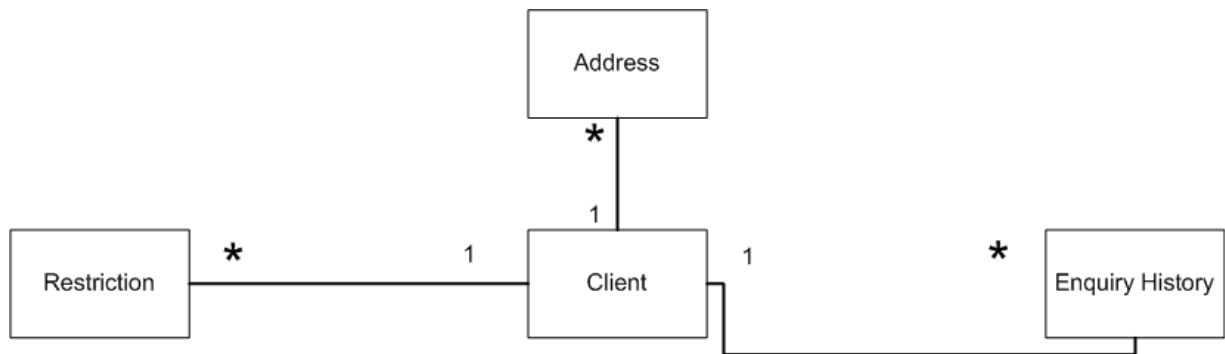 Address
*
1
* 1 1 *
Restriction Client Enquiry History